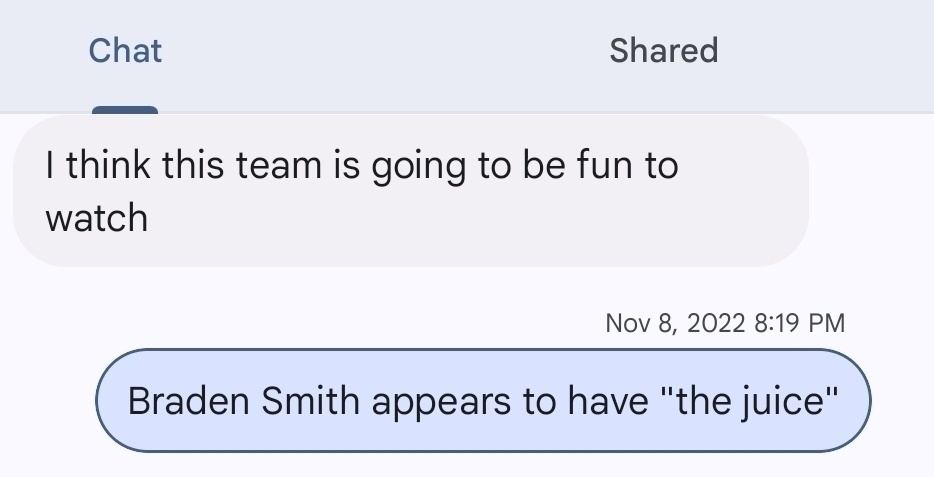 Chat
Shared
I think this team is going to be fun to
watch
Nov 8, 2022 8:19 PM
Braden Smith appears to have "the juice"